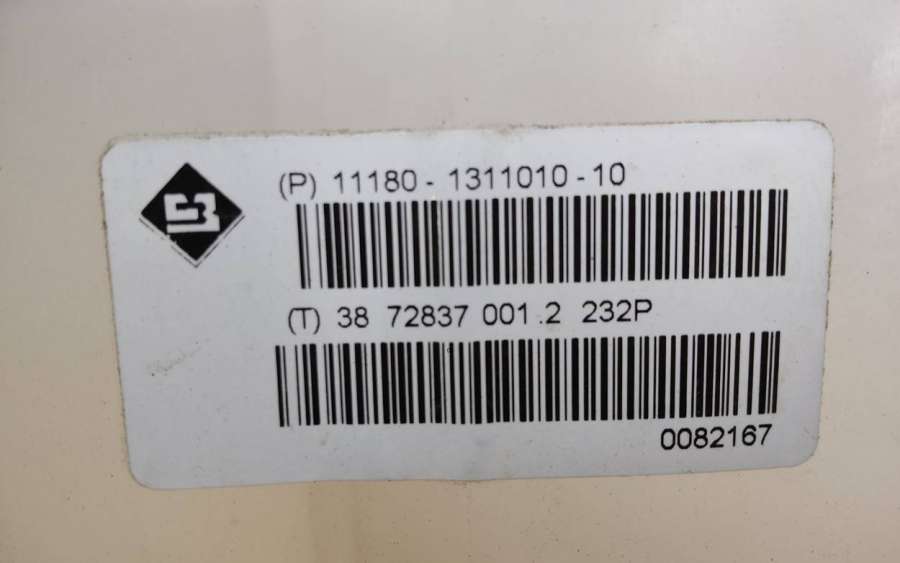 (P) 11180 - 1311010 - 10
(T) 38 72837 001.2 232P
0082167